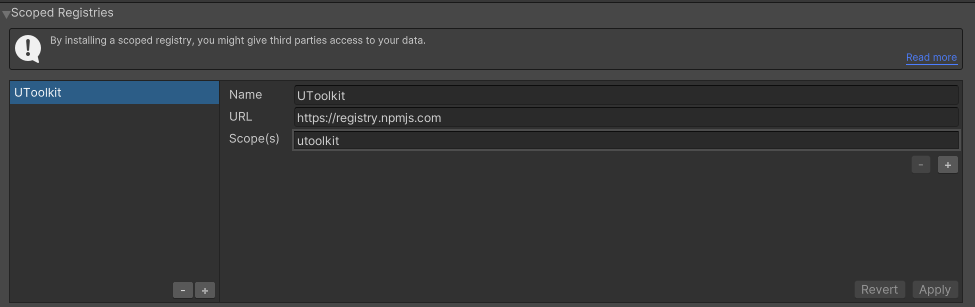 Scoped Registries
By installing a scoped registry, you might give third parties access to your data.
Read more
UToolkit
Name UToolkit
URL https://registry.npmjs.com
Scope(s) utoolkit
- +
- +
Revert Apply